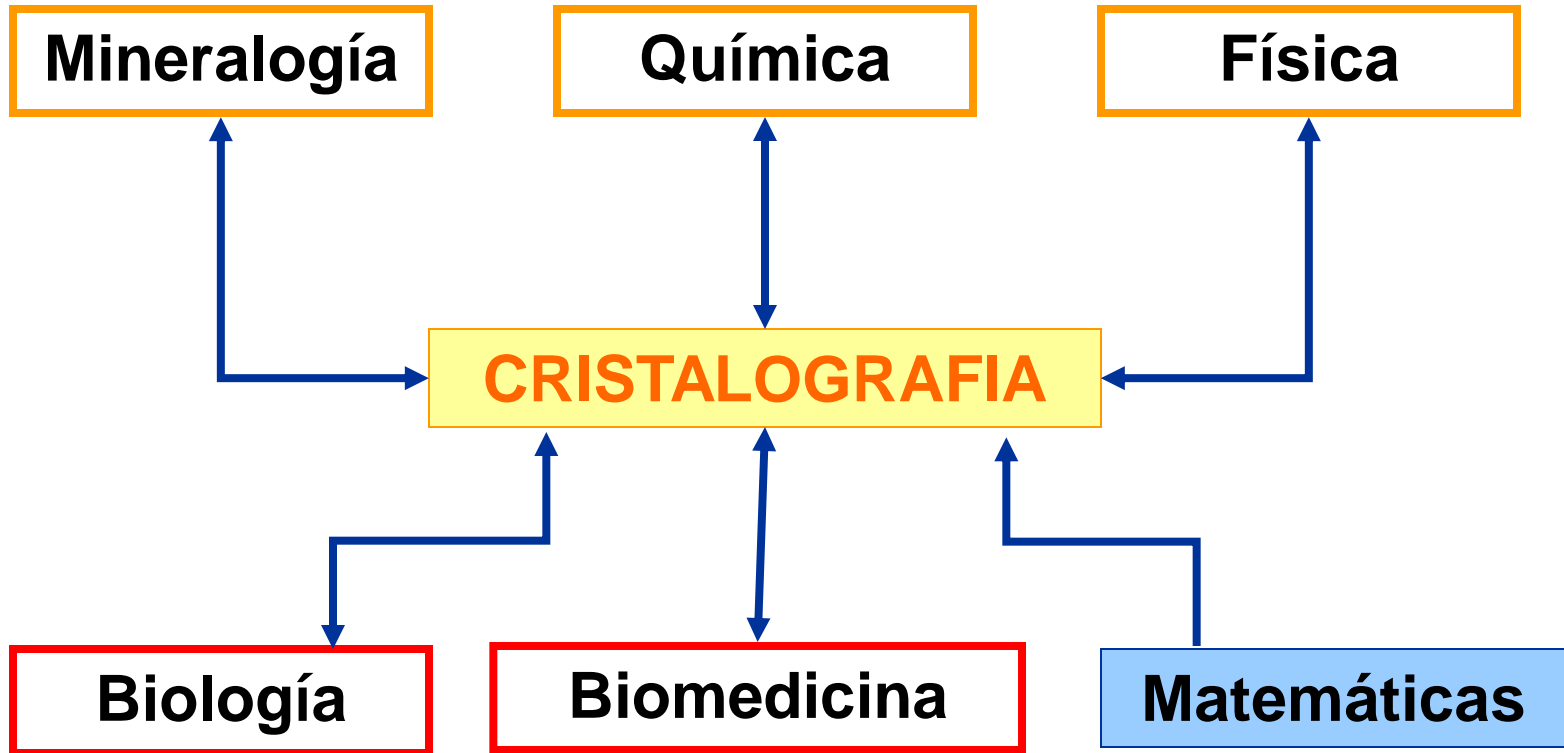 Mineralogía
Química
Física
CRISTALOGRAFIA
Biología
Biomedicina
Matemáticas